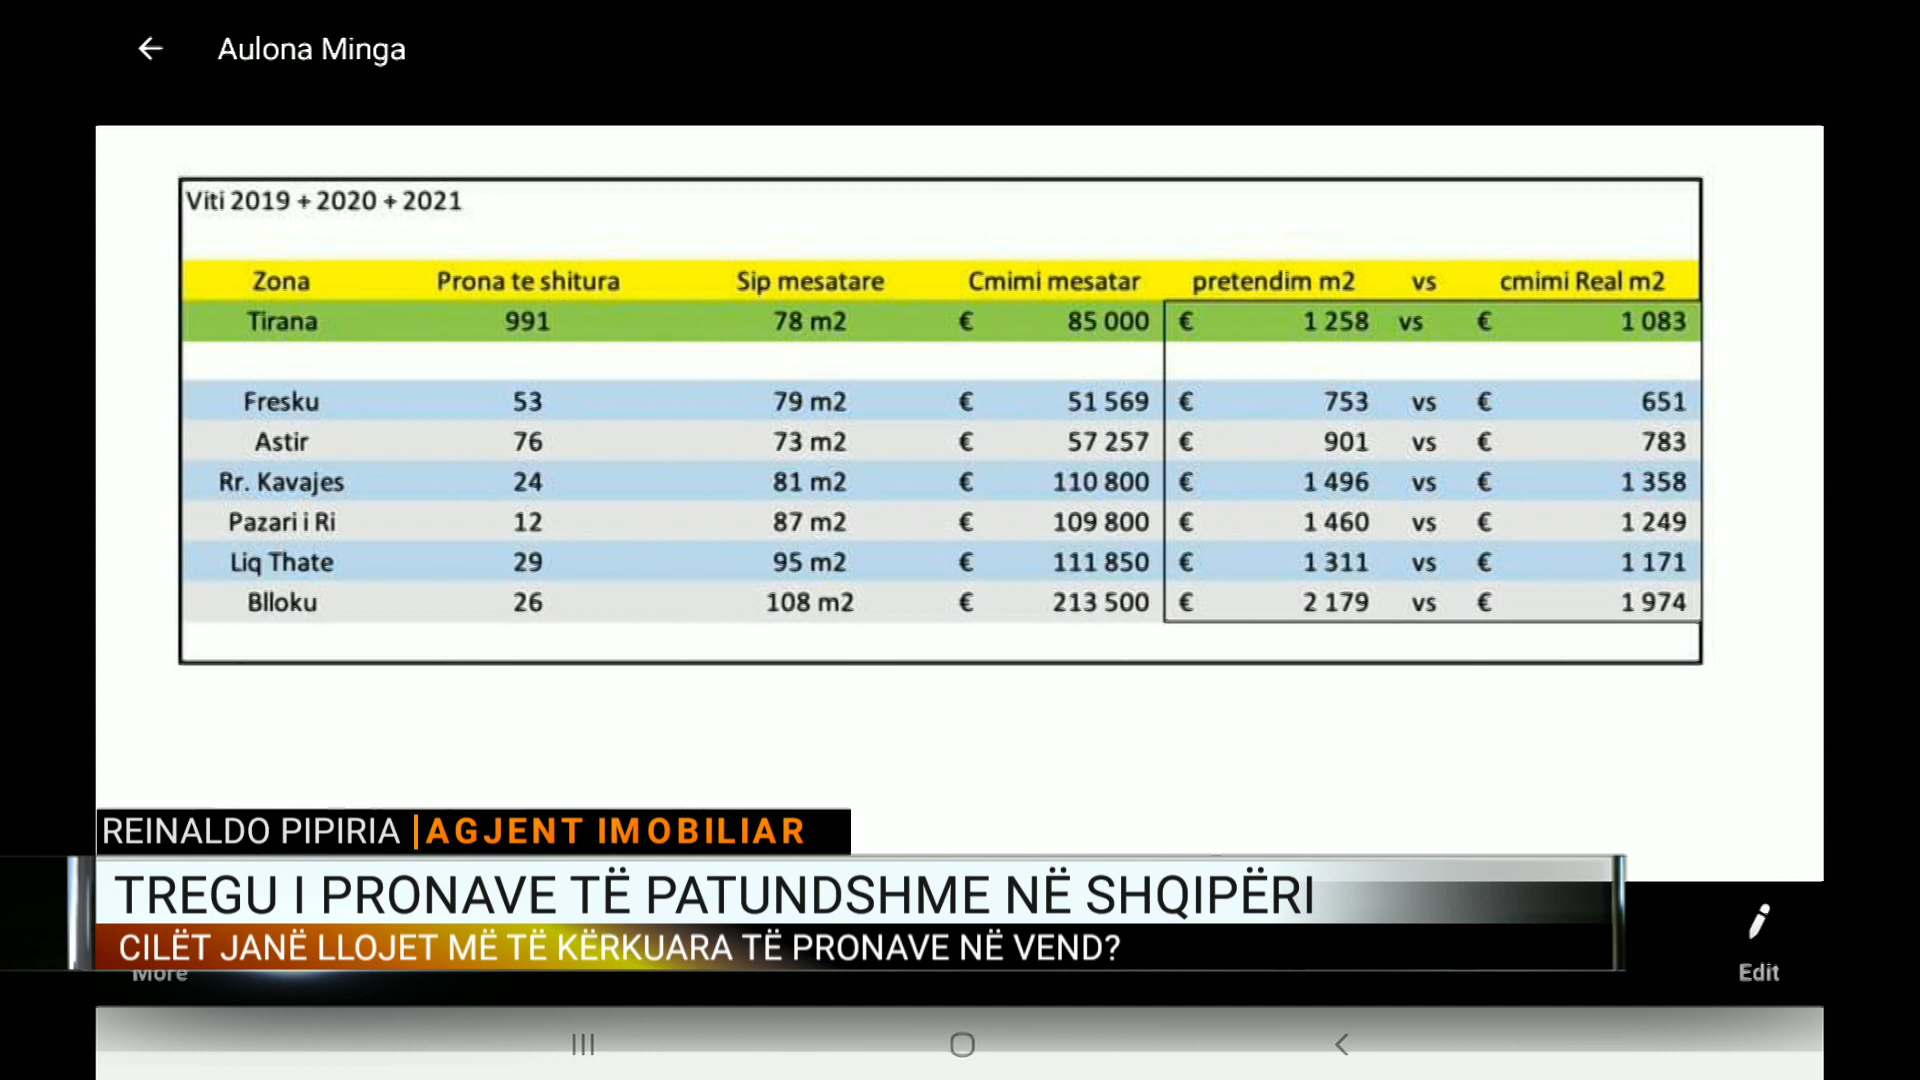 Aulona Minga
Viti 2019 + 2020 + 2021
Zona Prona te shitura Sip mesatare Cmimi mesatar pretendim m2 vs cmimi Real m2
Tirana 991 78 m2 € 85 000 € 1 258 vs € 1 083
Fresku 53 79 m2 € 51 569 € 753 vs € 651
Astir 76 73 m2 € 57 257 € 901 vs € 783
Rr. Kavajes 24 81 m2 € 110 800 € 1 496 vs € 1 358
Pazari i Ri 12 87 m2 € 109 800 € 1 460 vs € 1 249
Liq Thate 29 95 m2 € 111 850 € 1 311 vs € 1 171
Blloku 26 108 m2 € 213 500 € 2 179 vs € 1 974
REINALDO PIPIRIA |AGJENT IMOBILIAR
TREGU I PRONAVE TË PATUNDSHME NË SHQIPËRI
CILËT JANË LLOJET MË TË KËRKUARA TË PRONAVE NË VEND?
More
Edit